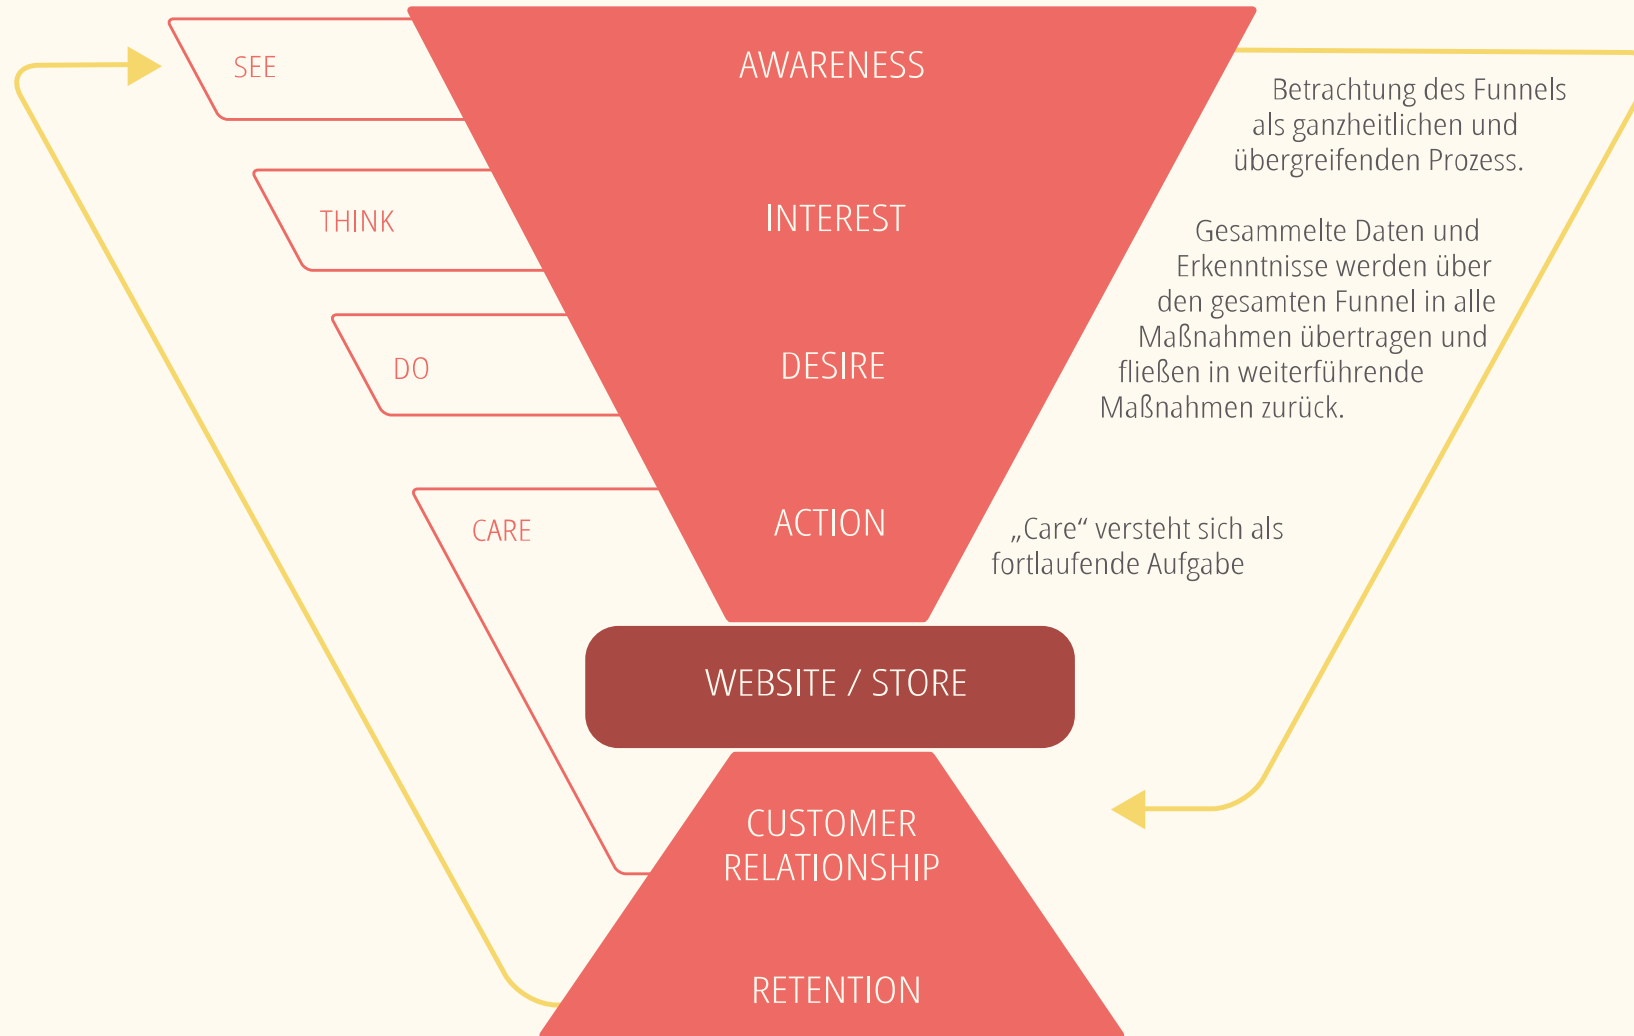 SEE
AWARENESS
Betrachtung des Funnels
als ganzheitlichen und
übergreifenden Prozess.
THINK
INTEREST
Gesammelte Daten und
Erkenntnisse werden über
den gesamten Funnel in alle
Maßnahmen übertragen und
fließen in weiterführende
Maßnahmen zurück.
DO
DESIRE
CARE
ACTION
„Care“ versteht sich als
fortlaufende Aufgabe
WEBSITE / STORE
CUSTOMER
RELATIONSHIP
RETENTION